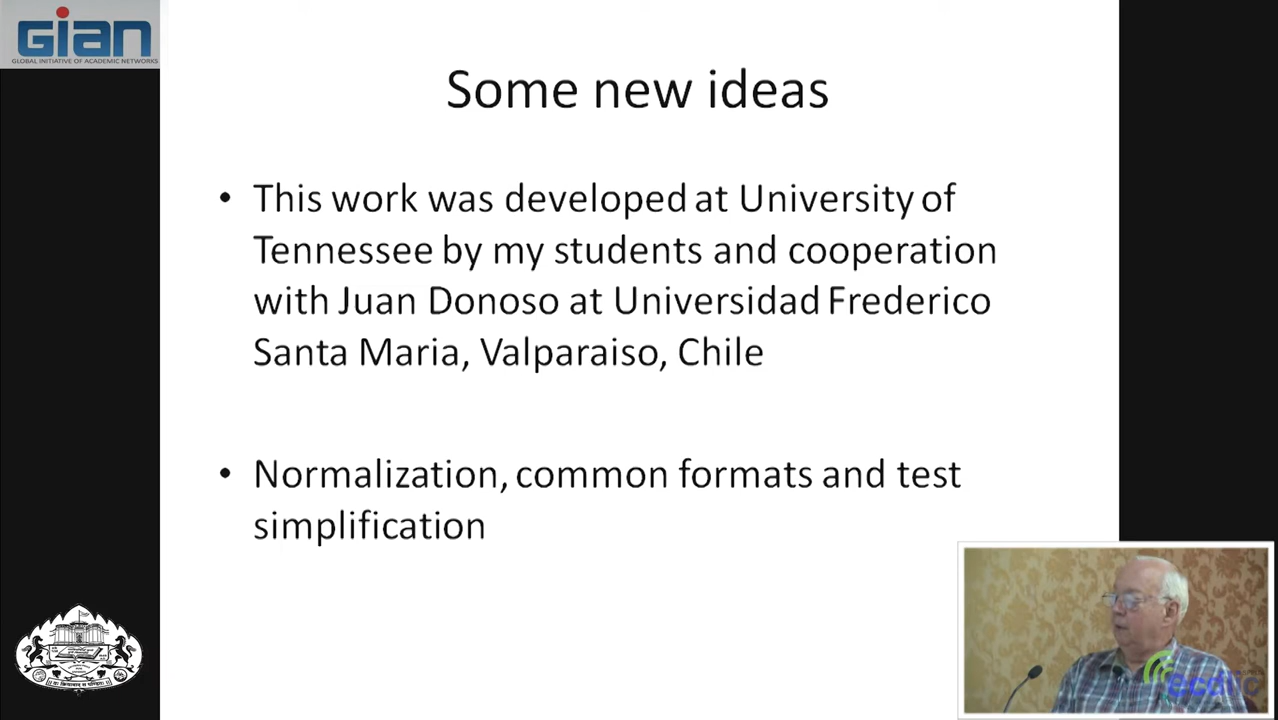 GIAN
GLOBAL INITIATIVE OF ACADEMIC NETWORKS
Some new ideas
• This work was developed at University of
Tennessee by my students and cooperation
with Juan Donoso at Universidad Frederico
Santa Maria, Valparaiso, Chile
• Normalization, common formats and test
simplification